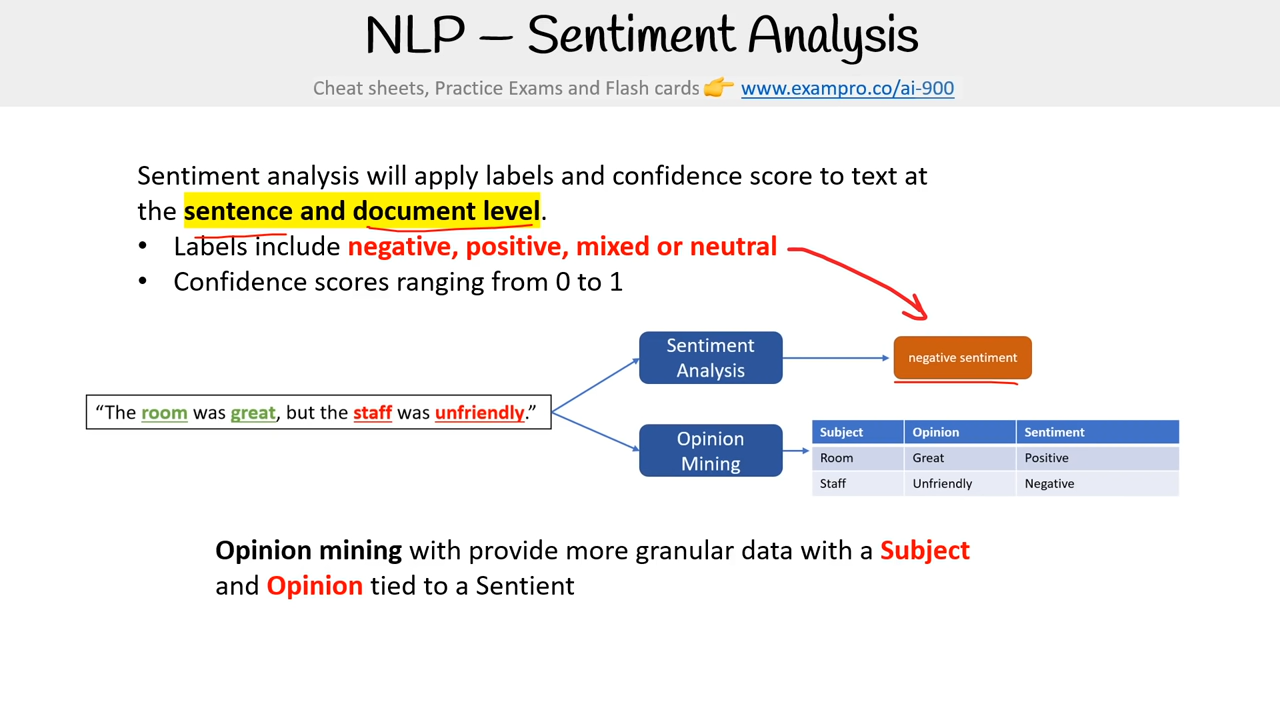 NLP – Sentiment Analysis
Cheat sheets, Practice Exams and Flash cards 👉 www.exampro.co/ai-900
Sentiment analysis will apply labels and confidence score to text at
the sentence and document level.
• Labels include negative, positive, mixed or neutral
• Confidence scores ranging from 0 to 1
"The room was great, but the staff was unfriendly."
Sentiment
Analysis
negative sentiment
Opinion
Mining
Subject Opinion Sentiment
Room Great Positive
Staff Unfriendly Negative
Opinion mining with provide more granular data with a Subject
and Opinion tied to a Sentient